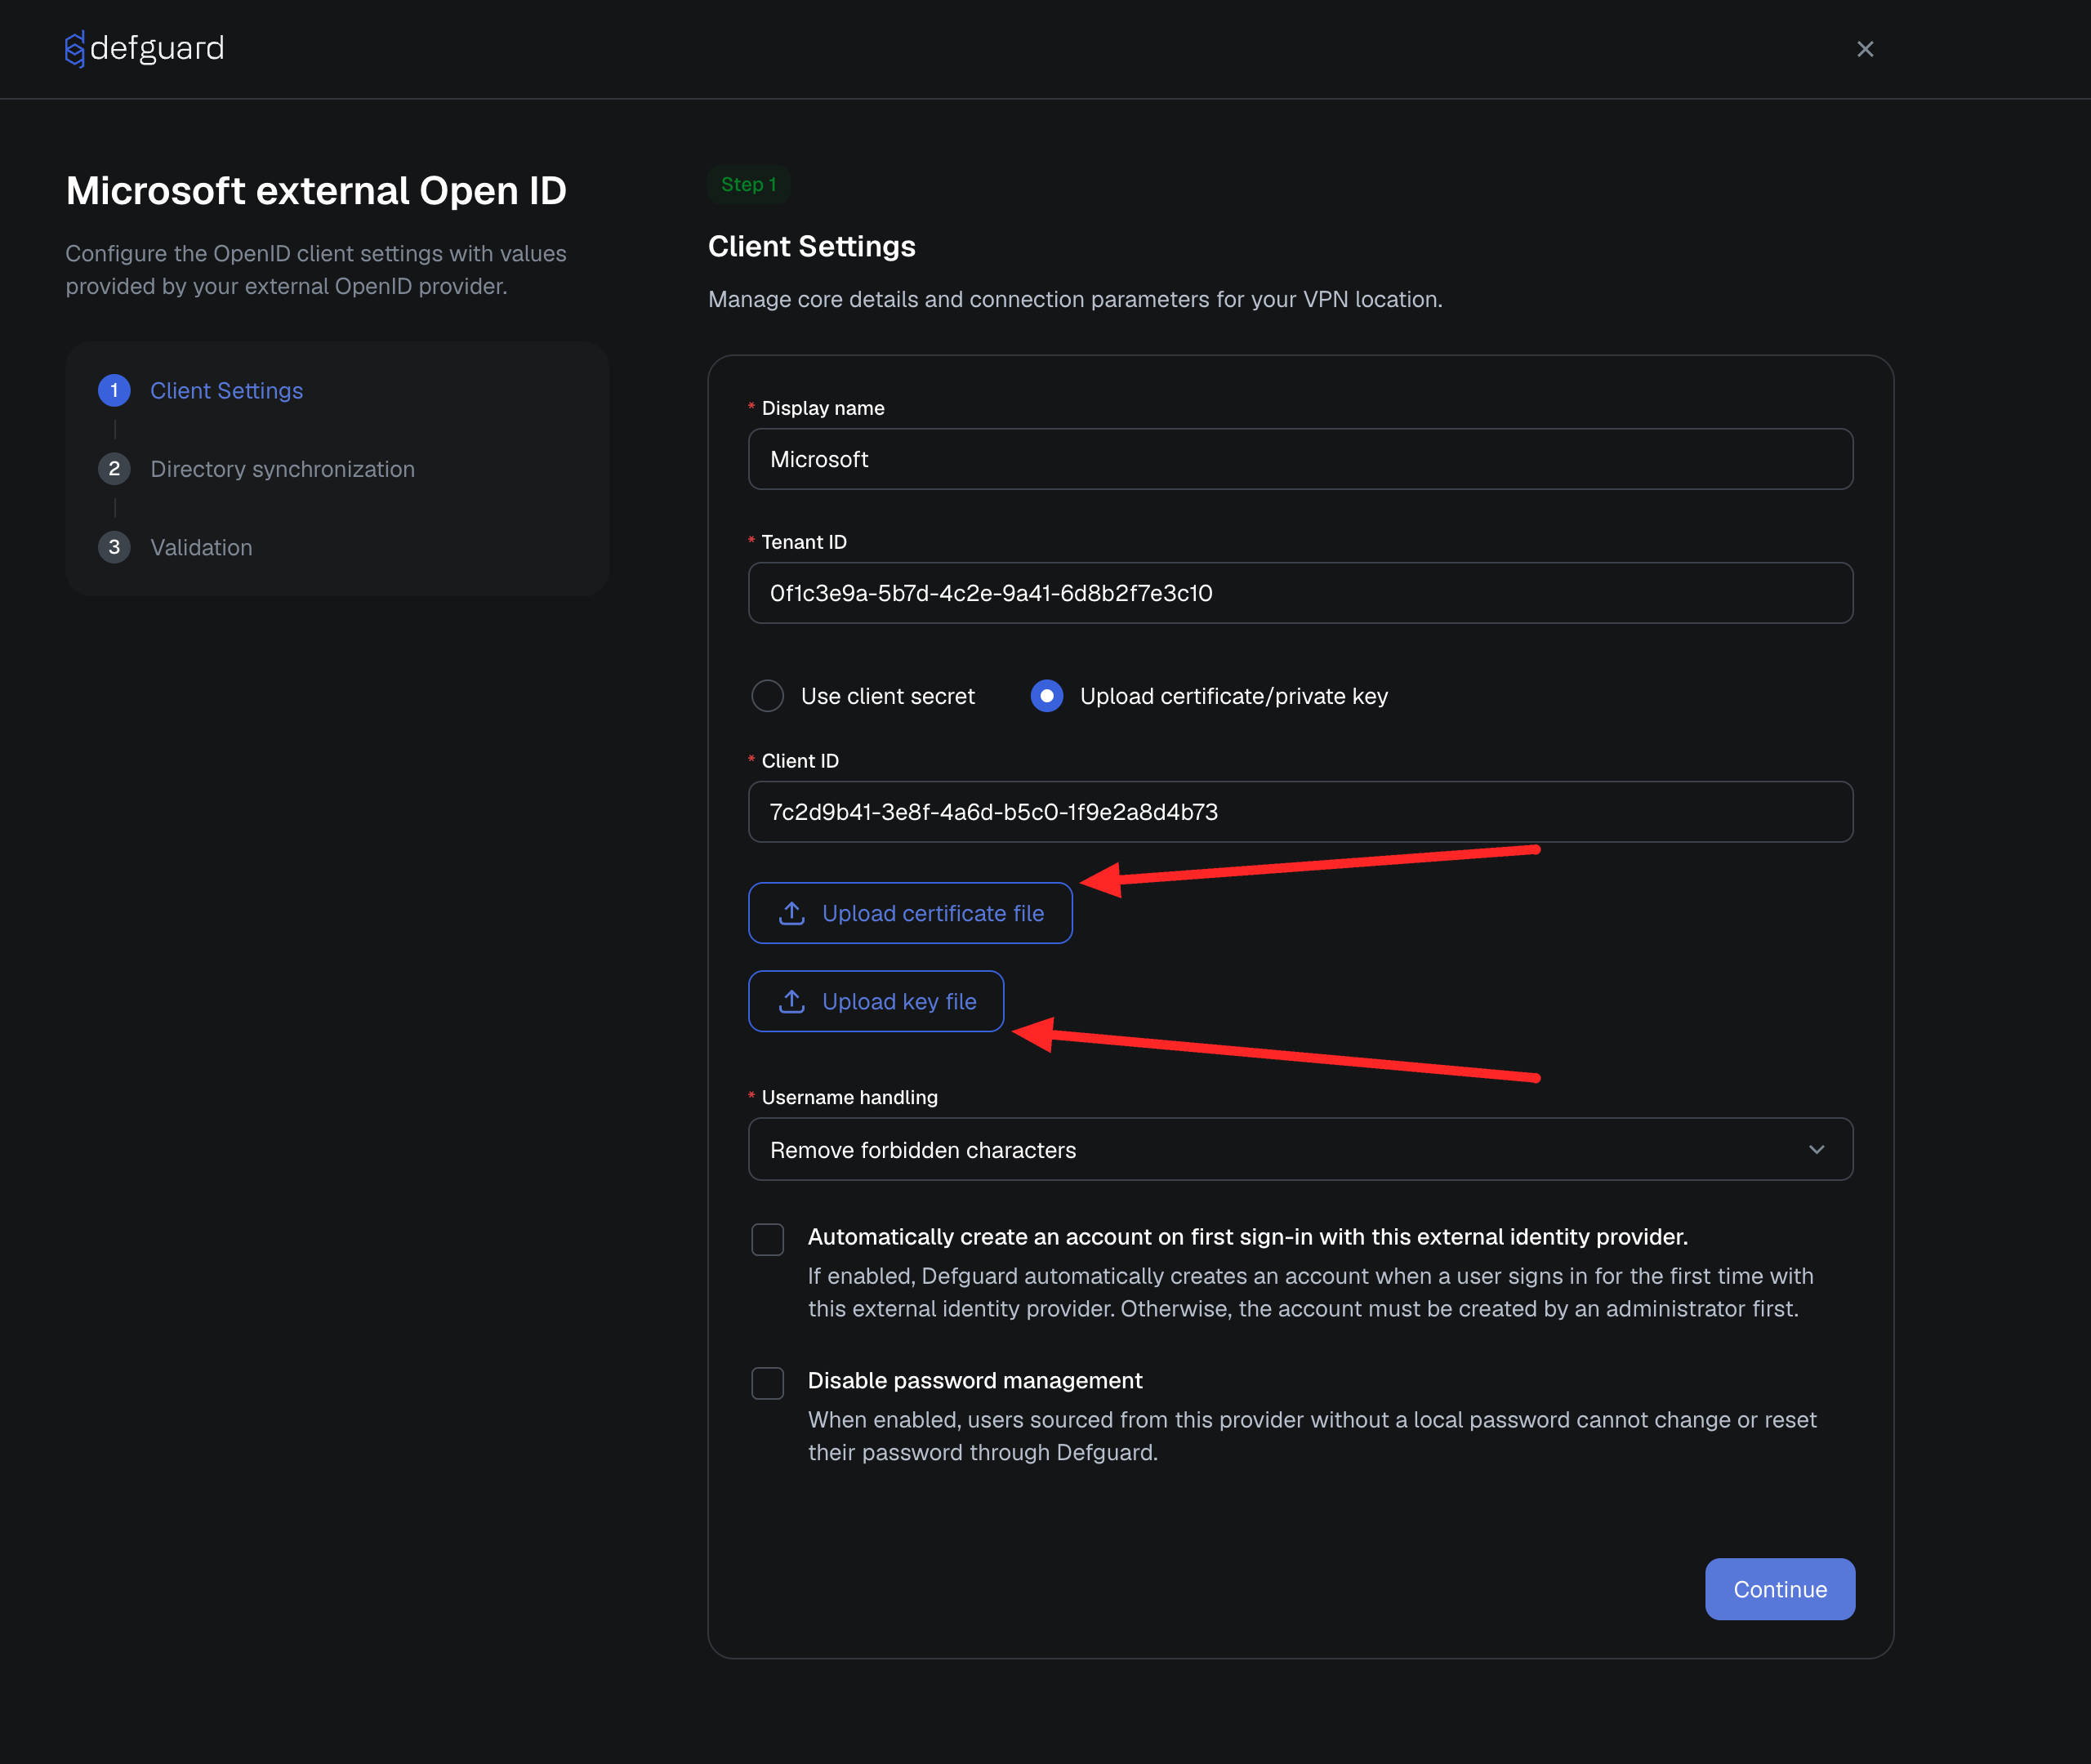 defguard
Microsoft external Open ID
Configure the OpenID client settings with values
provided by your external OpenID provider.
1 Client Settings
2 Directory synchronization
3 Validation
Step 1
Client Settings
Manage core details and connection parameters for your VPN location.
* Display name
Microsoft
* Tenant ID
0f1c3e9a-5b7d-4c2e-9a41-6d8b2f7e3c10
Use client secret
Upload certificate/private key
* Client ID
7c2d9b41-3e8f-4a6d-b5c0-1f9e2a8d4b73
Upload certificate file
Upload key file
* Username handling
Remove forbidden characters
Automatically create an account on first sign-in with this external identity provider.
If enabled, Defguard automatically creates an account when a user signs in for the first time with
this external identity provider. Otherwise, the account must be created by an administrator first.
Disable password management
When enabled, users sourced from this provider without a local password cannot change or reset
their password through Defguard.
Continue